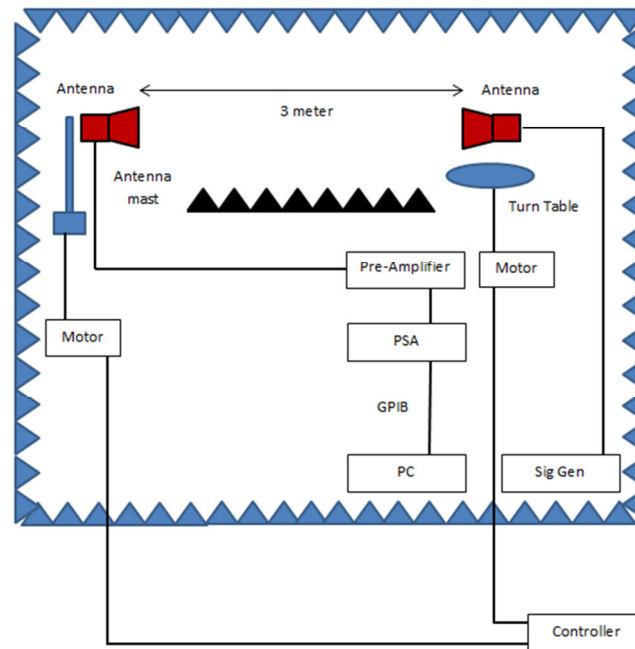 Antenna
Antenna
3 meter
Antenna
mast
Turn Table
Pre-Amplifier
Motor
Motor
PSA
GPIB
PC
Sig Gen
Controller